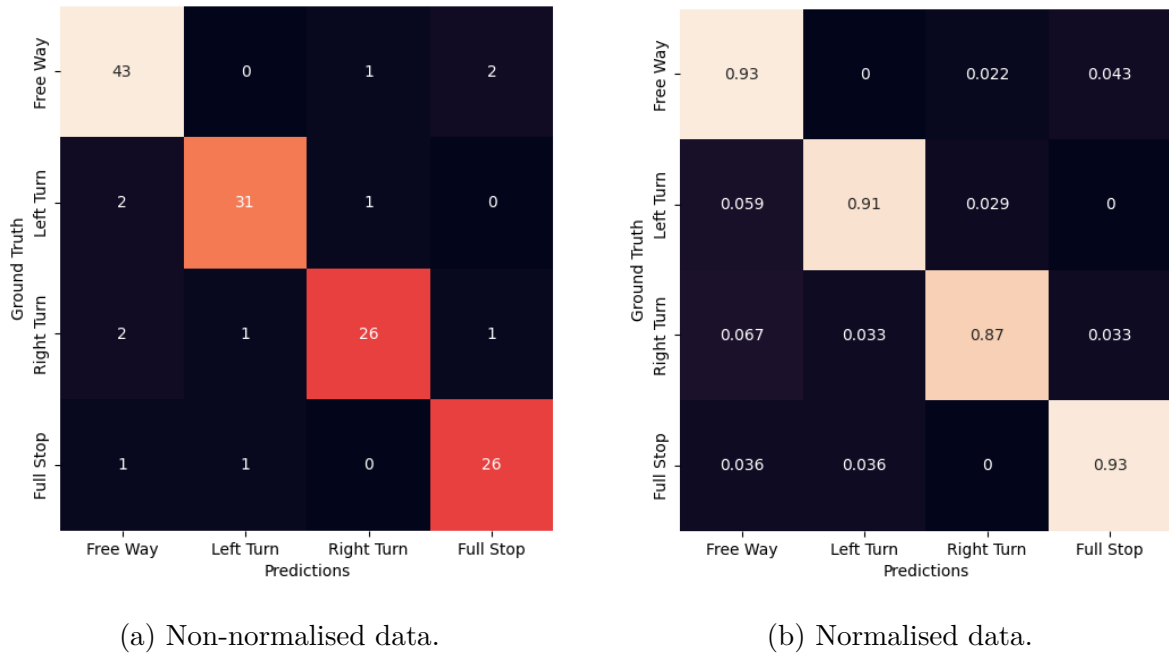 Ground Truth
Free Way
43 0 1 2
Left Turn
2 31 1 0
Right Turn
2 1 26 1
Full Stop
1 1 0 26
Free Way Left Turn Right Turn Full Stop
Predictions
(a) Non-normalised data.
Ground Truth
Free Way
0.93 0 0.022 0.043
Left Turn
0.059 0.91 0.029 0
Right Turn
0.067 0.033 0.87 0.033
Full Stop
0.036 0.036 0 0.93
Free Way Left Turn Right Turn Full Stop
Predictions
(b) Normalised data.